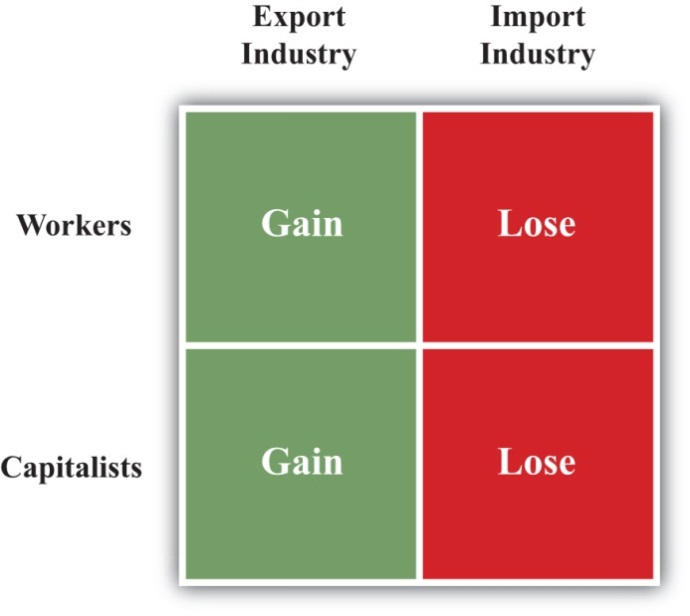 Export Industry
Import Industry
Workers
Gain
Lose
Capitalists
Gain
Lose